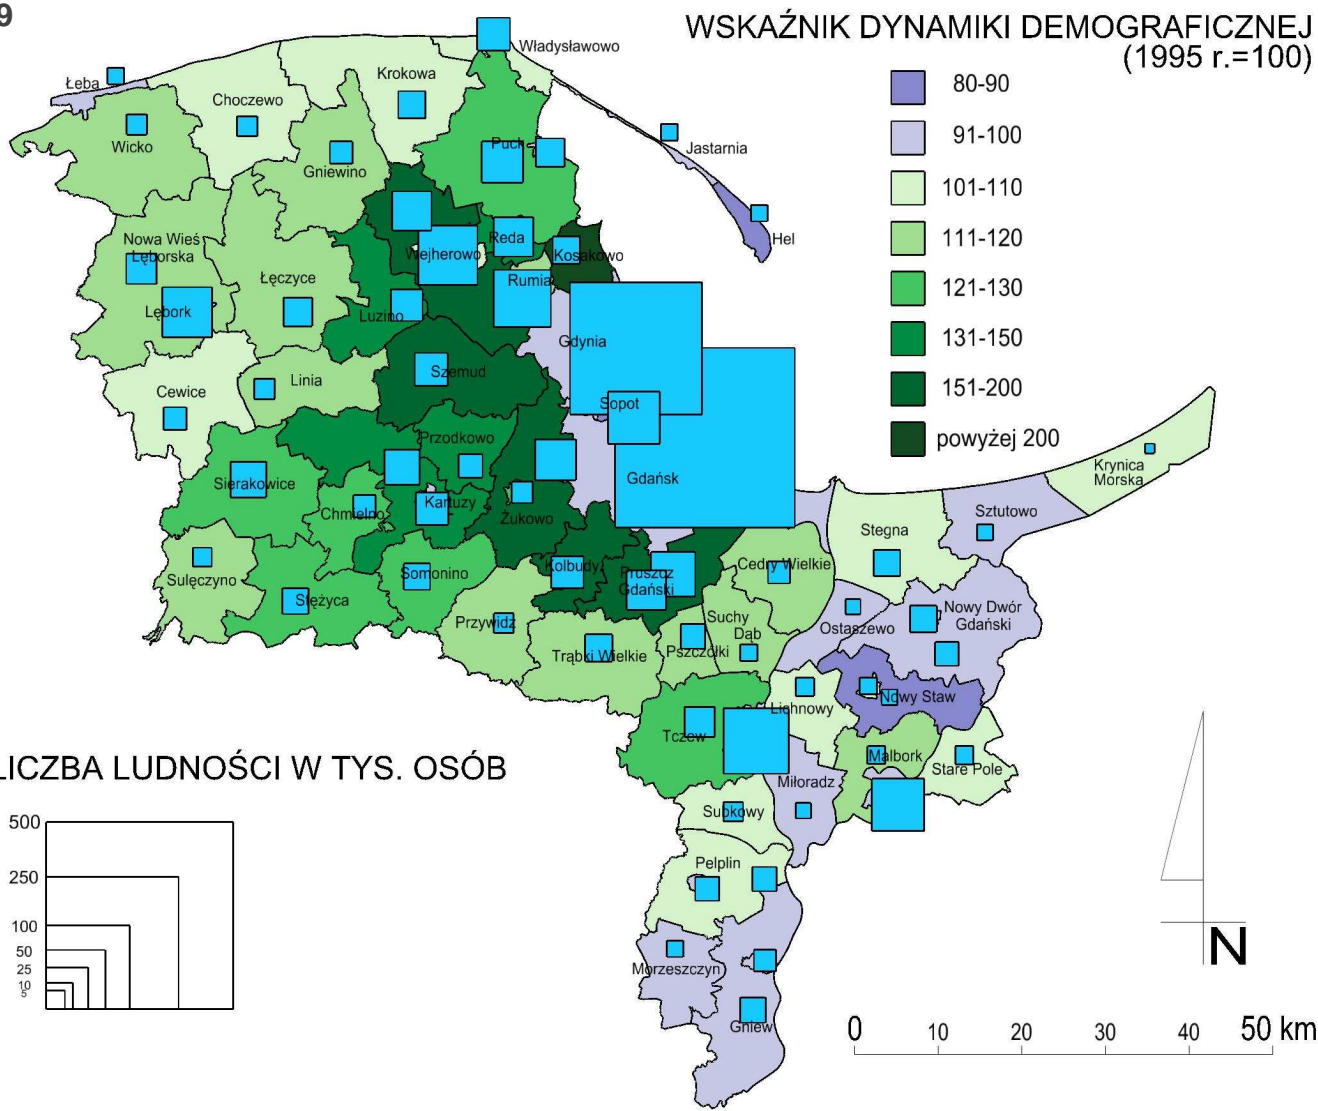 9
WSKAŹNIK DYNAMIKI DEMOGRAFICZNEJ
(1995 r.=100)
80-90
91-100
101-110
111-120
121-130
131-150
151-200
powyżej 200
Władysławowo
Łeba
Krokowa
Choczewo
Wicko
Gniewino
Puck
Jastarnia
Hel
Nowa Wieś
Lęborska
Wejherowo
Reda
Kosakowo
Łęczyce
Rumia
Lębork
Luzino
Gdynia
Szemud
Linia
Cewice
Sopot
Przodkowo
Sierakowice
Gdańsk
Krynica
Morska
Chmielno
Kartuzy
Żukowo
Sztutowo
Stegna
Sulęczyno
Somonino
Kolbudy
Pruszcz
Gdański
Cedry Wielkie
Stężyca
Przywidz
Suchy
Dąb
Ostaszewo
Nowy Dwór
Gdański
Trąbki Wielkie
Pszczółki
Nowy Staw
Lichnowy
Tczew
Malbork
Stare Pole
Miłoradz
Subkowy
Pelplin
Morzeszczyn
Gniew
LICZBA LUDNOŚCI W TYS. OSÓB
500
250
100
50
25
10
5
N
0 10 20 30 40 50 km